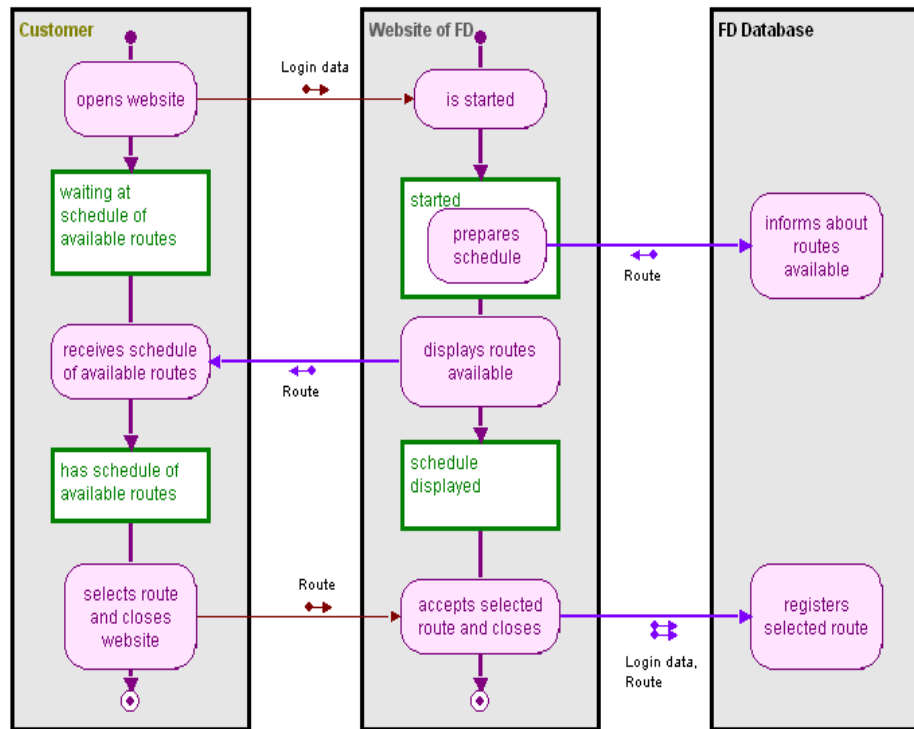 Customer
Website of FD
FD Database
Login data
opens website
is started
waiting at
schedule of
available routes
started
prepares
schedule
informs about
routes
available
Route
receives schedule
of available routes
displays routes
available
Route
has schedule of
available routes
schedule
displayed
selects route
and closes
website
Route
accepts selected
route and closes
registers
selected route
Login data,
Route